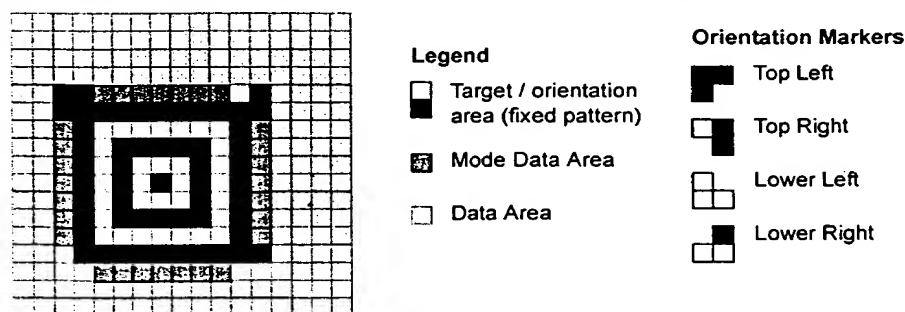 Legend
Target / orientation
area (fixed pattern)
Mode Data Area
Data Area
Orientation Markers
Top Left
Top Right
Lower Left
Lower Right